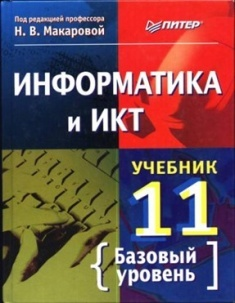 Под редакцией профессора
Н. В. Макаровой
ПИТЕР®
ИНФОРМАТИКА
и ИКТ
УЧЕБНИК
11
{ Базовый
уровень ]